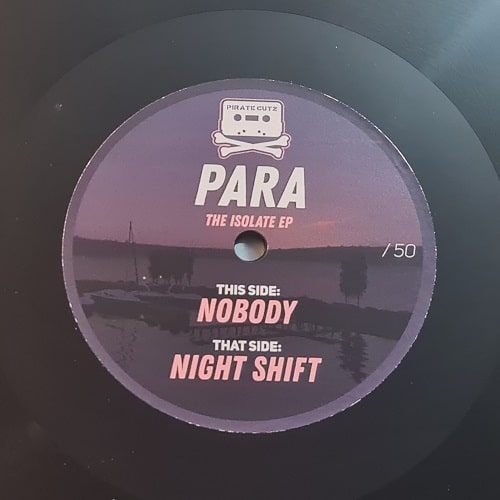 PIRATE CUTZ
PARA
THE ISOLATE EP
/50
THIS SIDE:
NOBODY
THAT SIDE:
NIGHT SHIFT